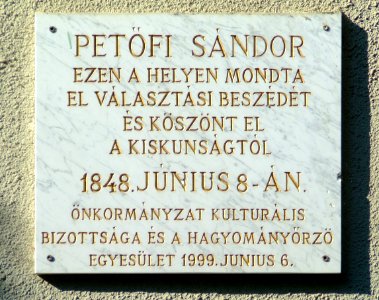 PETŐFI SÁNDOR
EZEN A HELYEN MONDTA
EL VÁLASZTÁSI BESZÉDÉT
ÉS KÖSZÖNT EL
A KISKUNSÁGTÓL
1848. JÚNIUS 8-ÁN.
ÖNKORMÁNYZAT KULTURÁLIS
BIZOTTSÁGA ÉS A HAGYOMÁNYŐRZŐ
EGYESÜLET 1999. JUNIUS 6.